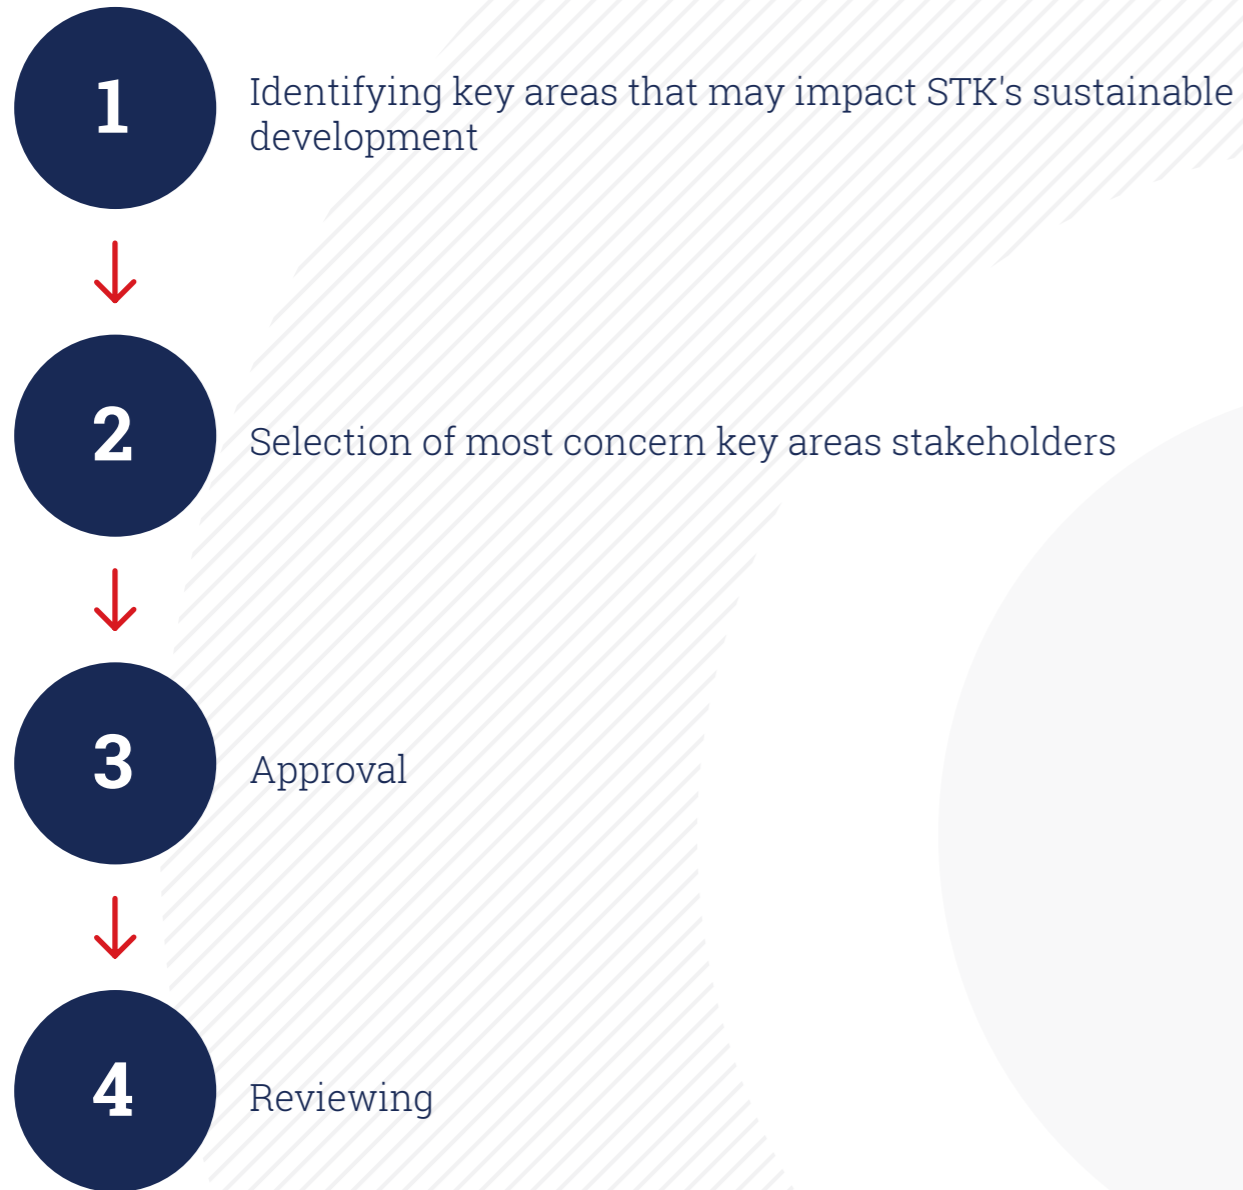 1
Identifying key areas that may impact STK's sustainable
development
2
Selection of most concern key areas stakeholders
3
Approval
4
Reviewing